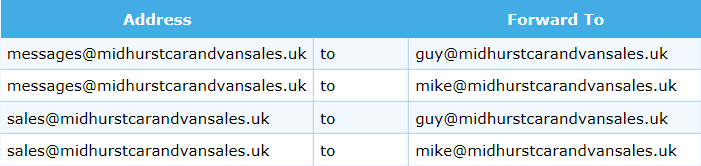 Address Forward To
messages@midhurstcarandvansales.uk to guy@midhurstcarandvansales.uk
messages@midhurstcarandvansales.uk to mike@midhurstcarandvansales.uk
sales@midhurstcarandvansales.uk to guy@midhurstcarandvansales.uk
sales@midhurstcarandvansales.uk to mike@midhurstcarandvansales.uk